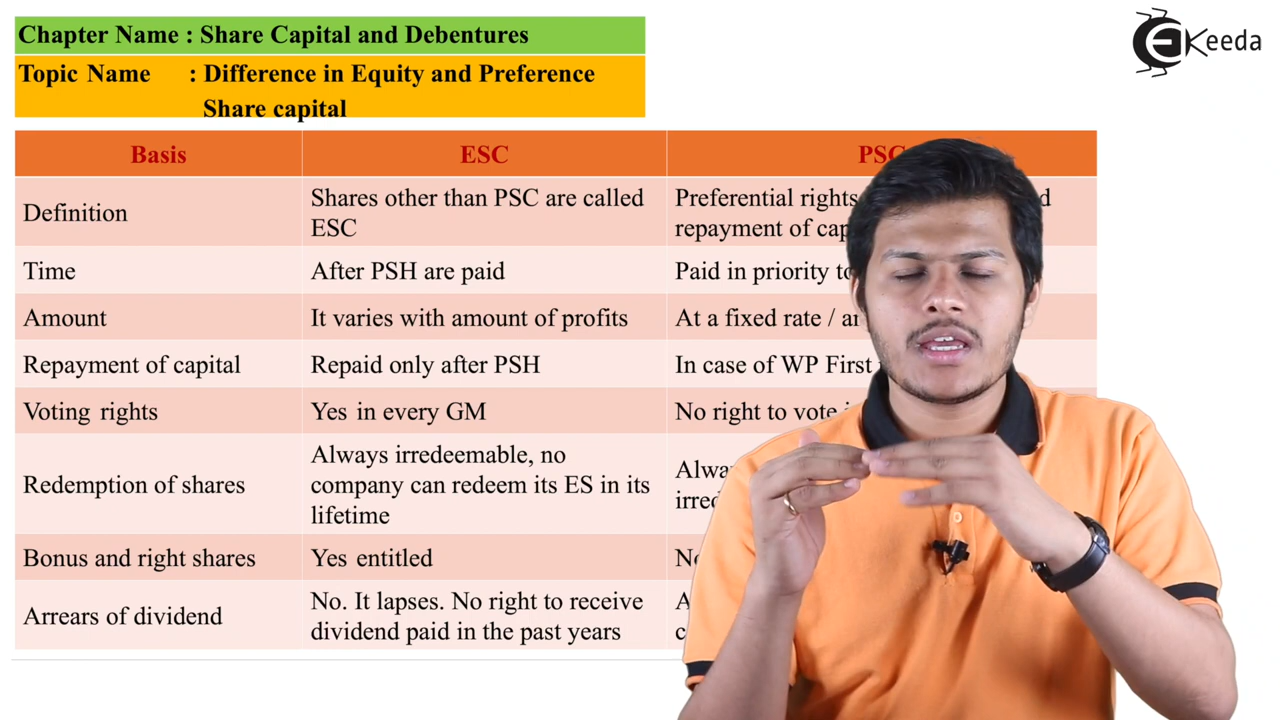 Chapter Name : Share Capital and Debentures
Topic Name : Difference in Equity and Preference
Share capital
Keeda
Basis ESC PSC
Definition
Shares other than PSC are called
ESC
Preferential rights
repayment of
Time After PSH are paid Paid in priority
Amount It varies with amount of profits At a fixed rate /
Repayment of capital Repaid only after PSH In case of WP First
Voting rights Yes in every GM No right to vote
Redemption of shares
Always irredeemable, no
company can redeem its ES in its
lifetime
Bonus and right shares Yes entitled
Arrears of dividend
No. It lapses. No right to receive
dividend paid in the past years